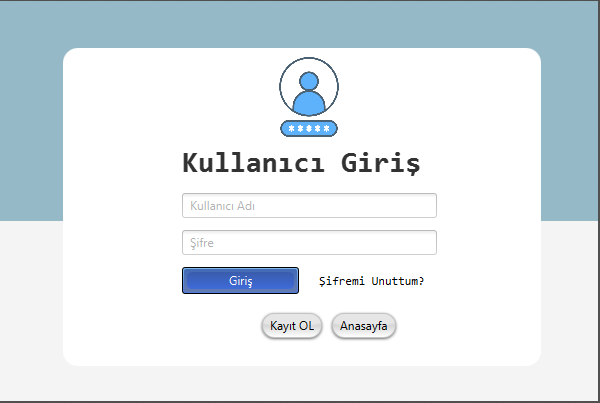 *****
Kullanıcı Giriş
Kullanıcı Adı
Şifre
Giriş Şifremi Unuttum?
Kayıt OL Anasayfa